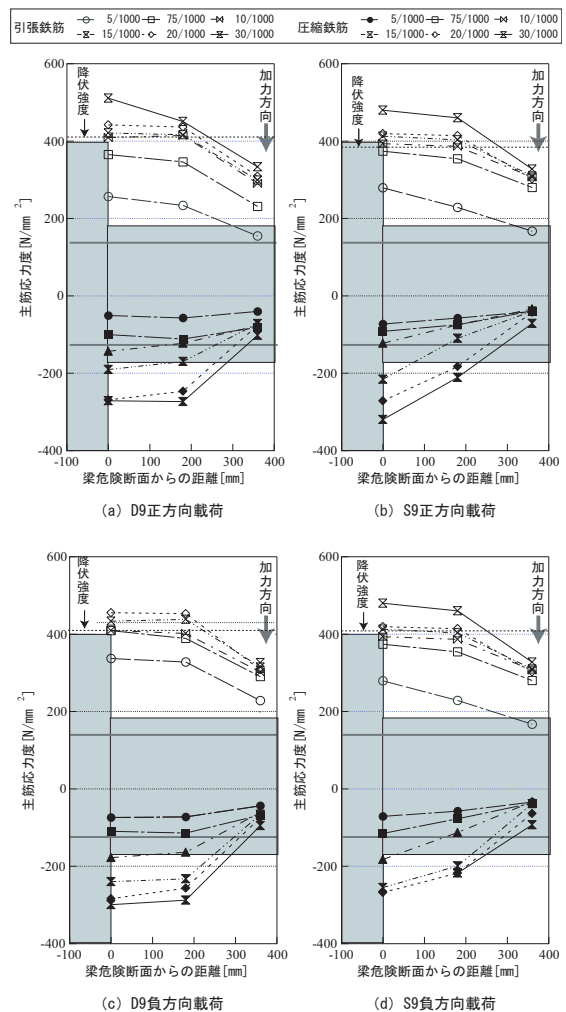 引張鉄筋 5/1000 75/1000 10/1000 圧縮鉄筋 5/1000 75/1000 10/1000
15/1000 20/1000 30/1000 15/1000 20/1000 30/1000
600
400
200
0
-200
-400
主筋応力度[N/mm²]
降伏強度
加力方向
-100 0 100 200 300 400
梁危険断面からの距離[mm]
(a) D9正方向載荷
600
400
200
0
-200
-400
主筋応力度[N/mm²]
降伏強度
加力方向
-100 0 100 200 300 400
梁危険断面からの距離[mm]
(b) S9正方向載荷
600
400
200
0
-200
-400
主筋応力度[N/mm²]
降伏強度
加力方向
-100 0 100 200 300 400
梁危険断面からの距離[mm]
(c) D9負方向載荷
600
400
200
0
-200
-400
主筋応力度[N/mm²]
降伏強度
加力方向
-100 0 100 200 300 400
梁危険断面からの距離[mm]
(d) S9負方向載荷